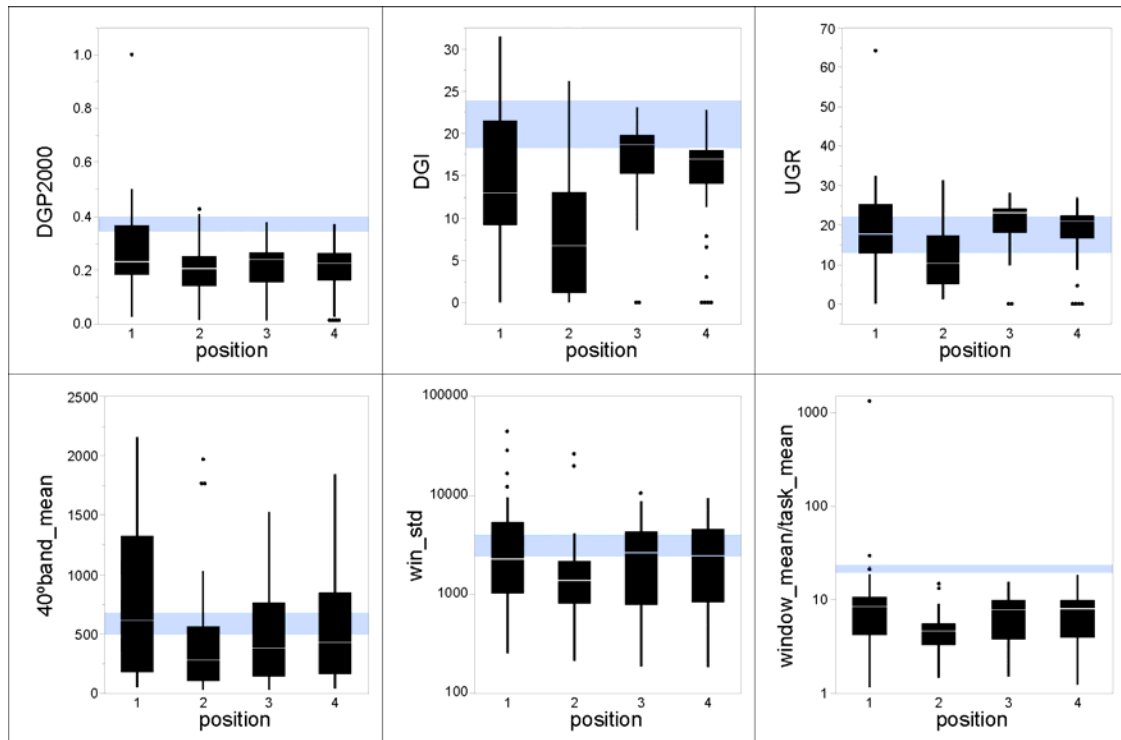 DGP2000
1.0
0.8
0.6
0.4
0.2
0.0
1 2 3 4
position
DGI
30
25
20
15
10
5
0
1 2 3 4
position
UGR
70
60
50
40
30
20
10
0
1 2 3 4
position
40ºband_mean
2500
2000
1500
1000
500
0
1 2 3 4
position
win_std
100000
10000
1000
100
1 2 3 4
position
window_mean/task_mean
1000
100
10
1
1 2 3 4
position